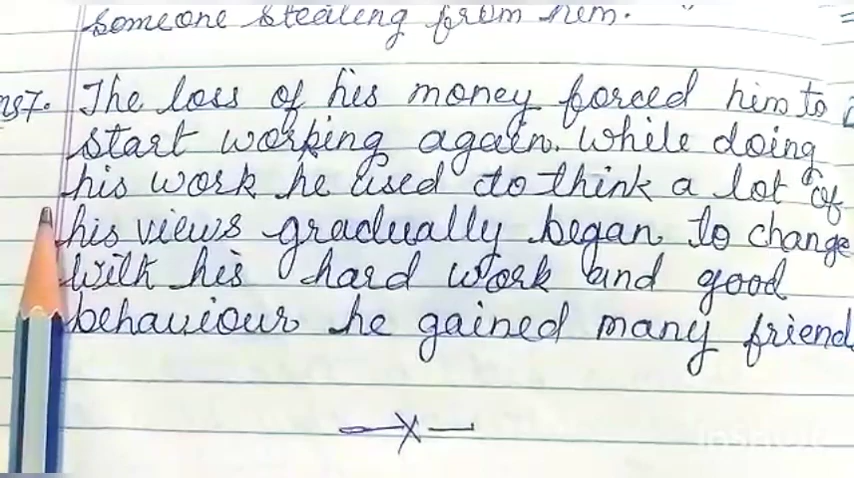 someone stealing from him.
ns7. The loss of his money forced him to
start working again. While doing
his work he used to think a lot of
his views gradually began to change
With his hard work and good
behaviour he gained many friend